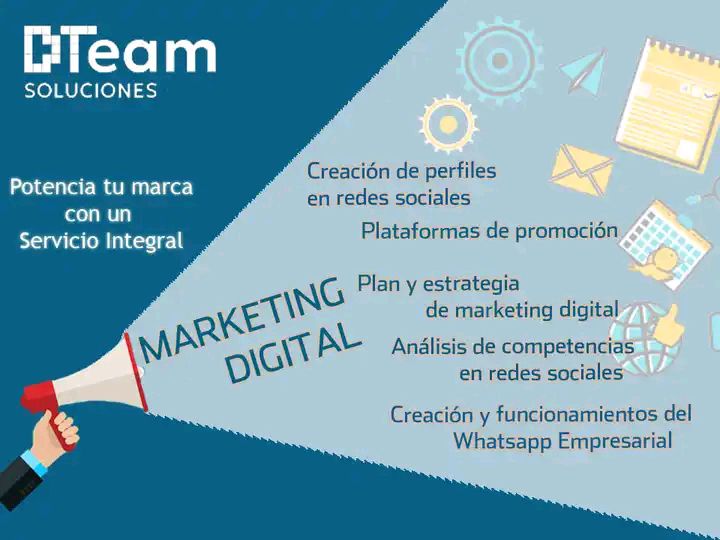 DTeam
SOLUCIONES
Potencia tu marca
con un
Servicio Integral
MARKETING
DIGITAL
Creación de perfiles
en redes sociales
Plataformas de promoción
Plan y estrategia
de marketing digital
Análisis de competencias
en redes sociales
Creación y funcionamientos del
Whatsapp Empresarial